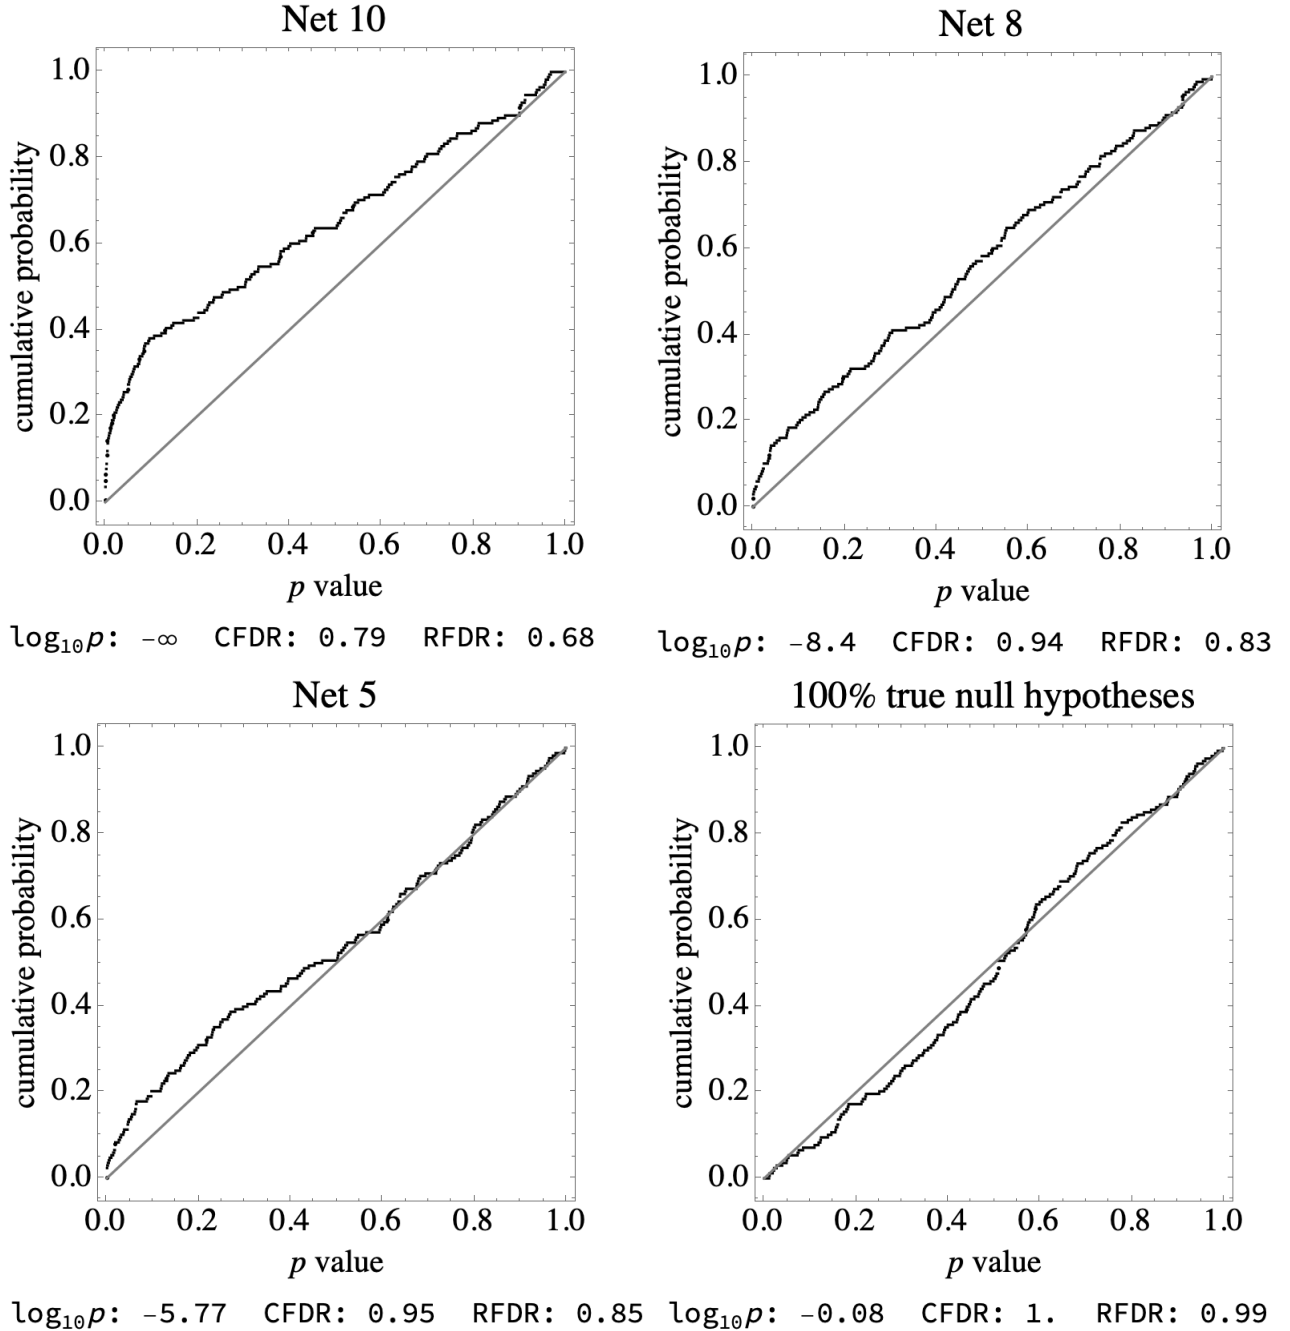 Net 10
1.0
0.8
0.6
0.4
0.2
0.0
cumulative probability
0.0 0.2 0.4 0.6 0.8 1.0
p value
log10p: −∞ CFDR: 0.79 RFDR: 0.68
Net 8
1.0
0.8
0.6
0.4
0.2
0.0
cumulative probability
0.0 0.2 0.4 0.6 0.8 1.0
p value
log10p: −8.4 CFDR: 0.94 RFDR: 0.83
Net 5
1.0
0.8
0.6
0.4
0.2
0.0
cumulative probability
0.0 0.2 0.4 0.6 0.8 1.0
p value
log10p: −5.77 CFDR: 0.95 RFDR: 0.85
100% true null hypotheses
1.0
0.8
0.6
0.4
0.2
0.0
cumulative probability
0.0 0.2 0.4 0.6 0.8 1.0
p value
log10p: −0.08 CFDR: 1. RFDR: 0.99